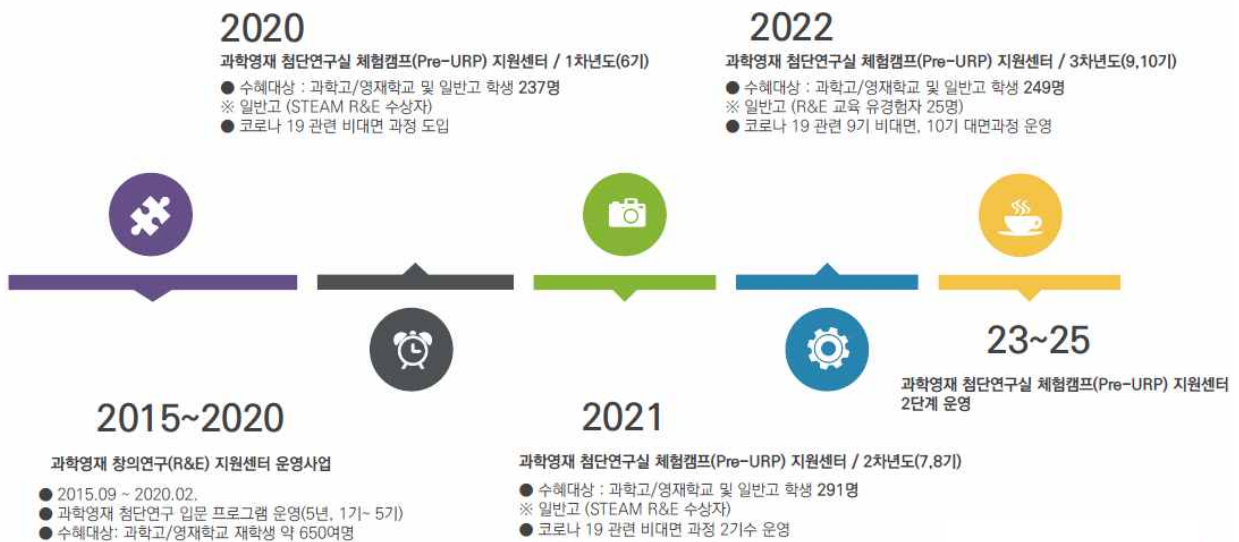 2020
과학영재 첨단연구실 체험캠프(Pre-URP) 지원센터 / 1차년도(6기)
● 수혜대상 : 과학고/영재학교 및 일반고 학생 237명
※ 일반고 (STEAM R&E 수상자)
● 코로나 19 관련 비대면 과정 도입
2022
과학영재 첨단연구실 체험캠프(Pre-URP) 지원센터 / 3차년도(9,10기)
● 수혜대상 : 과학고/영재학교 및 일반고 학생 249명
※ 일반고 (R&E 교육 유경험자 25명)
● 코로나 19 관련 9기 비대면, 10기 대면과정 운영
2015~2020
과학영재 창의연구(R&E) 지원센터 운영사업
● 2015.09 ~ 2020.02.
● 과학영재 첨단연구 입문 프로그램 운영(5년, 1기~ 5기)
● 수혜대상: 과학고/영재학교 재학생 약 650여명
2021
과학영재 첨단연구실 체험캠프(Pre-URP) 지원센터 / 2차년도(7,8기)
● 수혜대상 : 과학고/영재학교 및 일반고 학생 291명
※ 일반고 (STEAM R&E 수상자)
● 코로나 19 관련 비대면 과정 2기수 운영
23~25
과학영재 첨단연구실 체험캠프(Pre-URP) 지원센터
2단계 운영